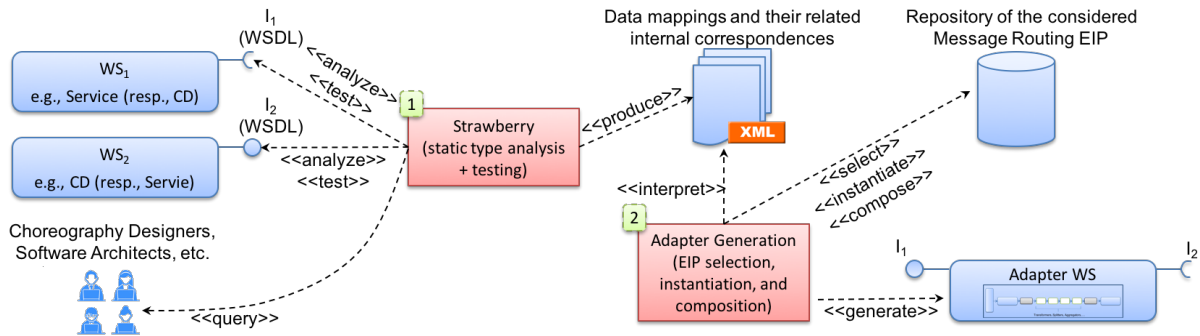 I1
(WSDL)
WS1
e.g., Service (resp., CD)
<<analyze>>
<<test>>
I2
(WSDL)
WS2
e.g., CD (resp., Servie)
<<analyze>>
<<test>>
1
Strawberry
(static type analysis
+ testing)
<<produce>>
Data mappings and their related
internal correspondences
XML
Repository of the considered
Message Routing EIP
<<select>>
<<instantiate>>
<<compose>>
<<interpret>>
2
Adapter Generation
(EIP selection,
instantiation, and
composition)
<<generate>>
I1
I2
Adapter WS
Choreography Designers,
Software Architects, etc.
<<query>>